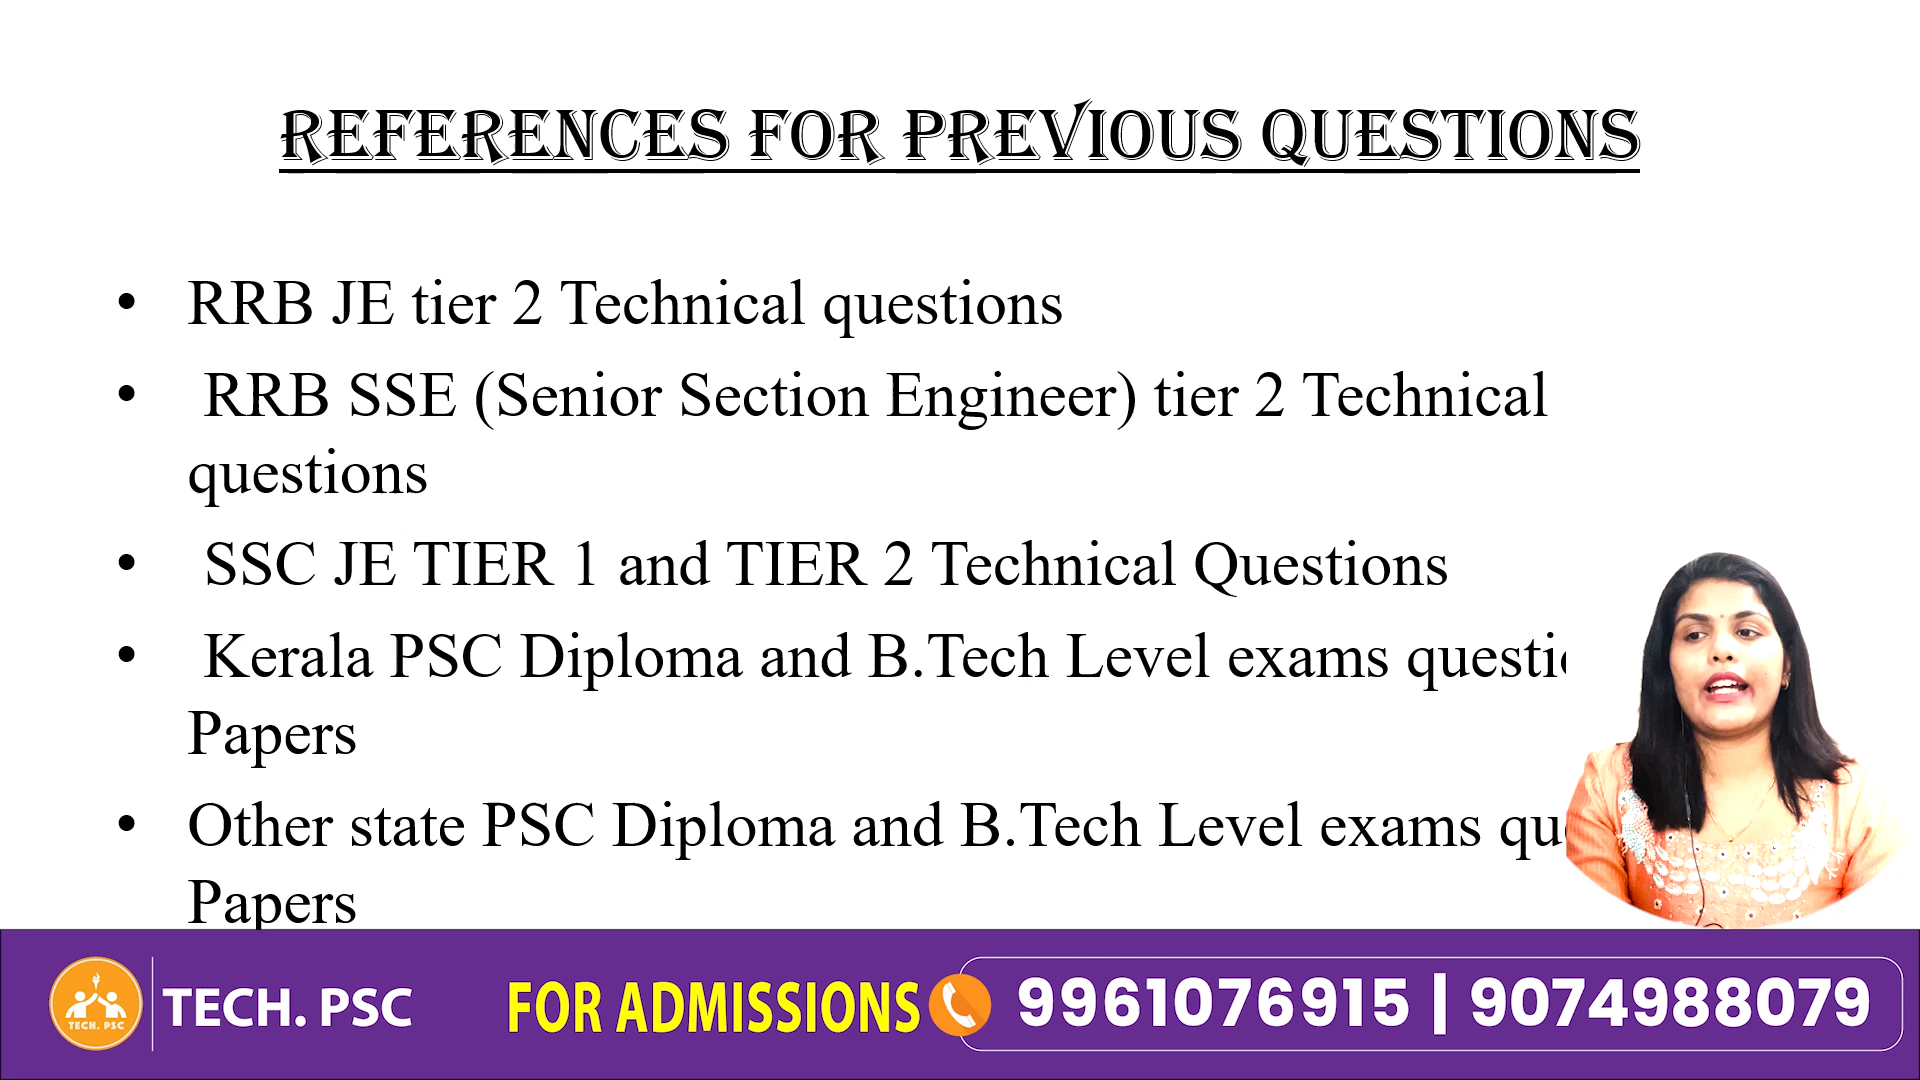 REFERENCES FOR PREVIOUS QUESTIONS
• RRB JE tier 2 Technical questions
• RRB SSE (Senior Section Engineer) tier 2 Technical
questions
• SSC JE TIER 1 and TIER 2 Technical Questions
• Kerala PSC Diploma and B.Tech Level exams
Papers
• Other state PSC Diploma and B.Tech Level exams
Papers
TECH. PSC
TECH. PSC
FOR ADMISSIONS
9961076915 | 9074988079